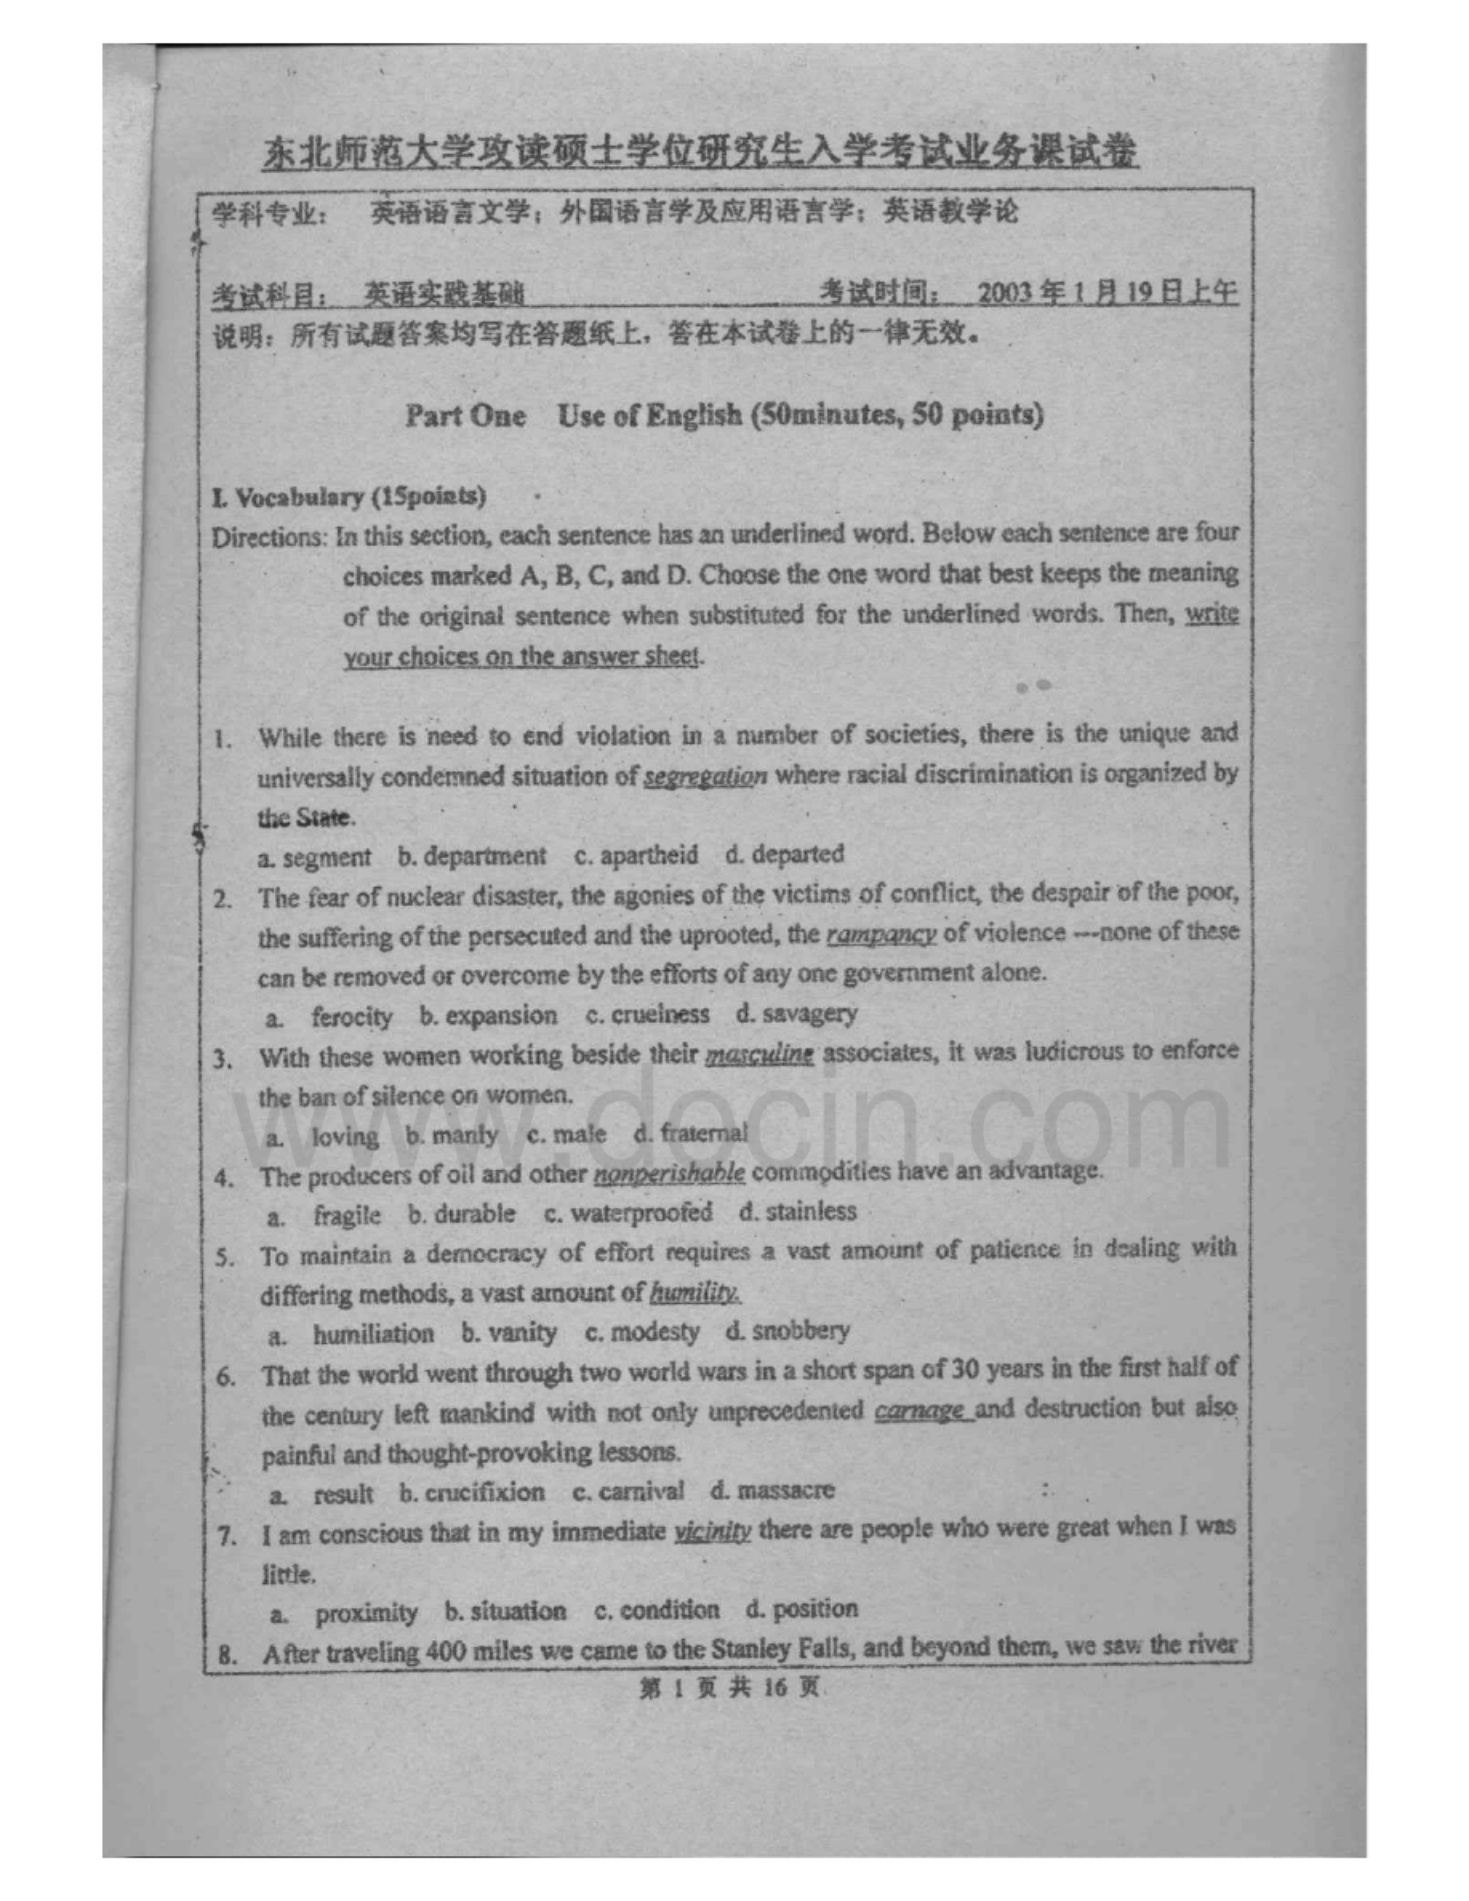 东北师范大学攻读硕士学位研究生入学考试业务课试卷
学科专业： 英语语言文学；外国语言学及应用语言学；英语教学论
考试科目： 英语实践基础 考试时间： 2003年1月19日上午
说明：所有试题答案均写在答题纸上，答在本试卷上的一律无效。
Part One Use of English (50minutes, 50 points)
I. Vocabulary (15points)
Directions: In this section, each sentence has an underlined word. Below each sentence are four
choices marked A, B, C, and D. Choose the one word that best keeps the meaning
of the original sentence when substituted for the underlined words. Then, write
your choices on the answer sheet.
1. While there is need to end violation in a number of societies, there is the unique and
universally condemned situation of segregation where racial discrimination is organized by
the State.
a. segment b. department c. apartheid d. departed
2. The fear of nuclear disaster, the agonies of the victims of conflict, the despair of the poor,
the suffering of the persecuted and the uprooted, the rampancy of violence ---none of these
can be removed or overcome by the efforts of any one government alone.
a. ferocity b. expansion c. cruelness d. savagery
3. With these women working beside their masculine associates, it was ludicrous to enforce
the ban of silence on women.
a. loving b. manly c. male d. fraternal
4. The producers of oil and other nonperishable commodities have an advantage.
a. fragile b. durable c. waterproofed d. stainless
5. To maintain a democracy of effort requires a vast amount of patience in dealing with
differing methods, a vast amount of humility.
a. humiliation b. vanity c. modesty d. snobbery
6. That the world went through two world wars in a short span of 30 years in the first half of
the century left mankind with not only unprecedented carnage and destruction but also
painful and thought-provoking lessons.
a. result b. crucifixion c. carnival d. massacre
7. I am conscious that in my immediate vicinity there are people who were great when I was
little.
a. proximity b. situation c. condition d. position
8. After traveling 400 miles we came to the Stanley Falls, and beyond them, we saw the river
第 1 页 共 16 页
www.docin.com